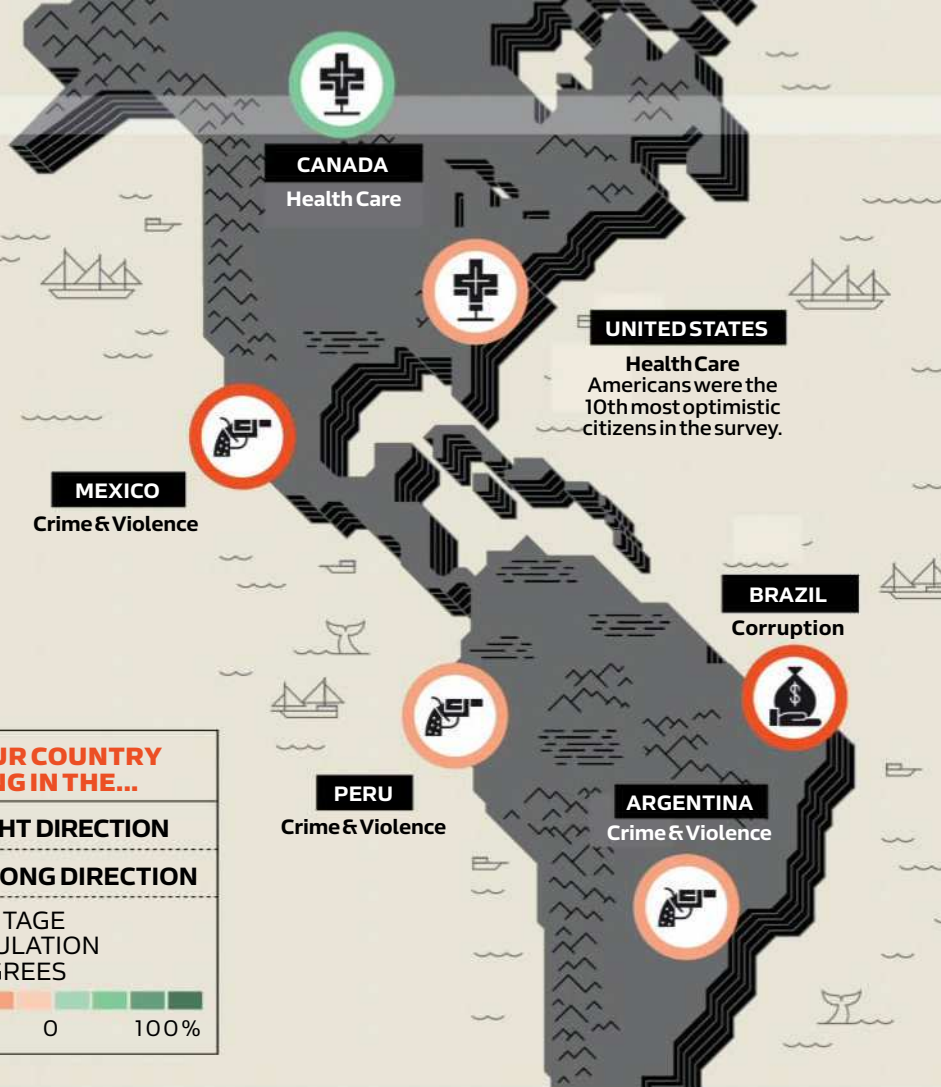 CANADA
Health Care
UNITED STATES
Health Care
Americans were the
10th most optimistic
citizens in the survey.
MEXICO
Crime & Violence
BRAZIL
Corruption
$
PERU
Crime & Violence
ARGENTINA
Crime & Violence
UR COUNTRY
NG IN THE...
HT DIRECTION
ONG DIRECTION
TAGE
ULATION
GREES
0 100%